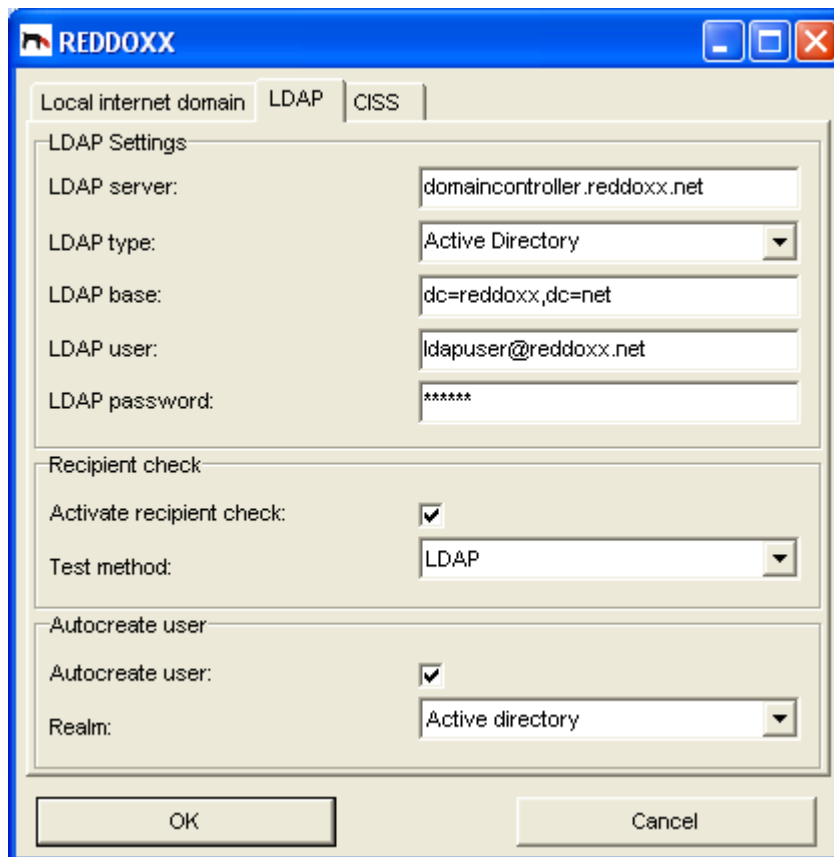 REDDOXX
Local internet domain LDAP CISS
LDAP Settings
LDAP server: domaincontroller.reddoxx.net
LDAP type: Active Directory
LDAP base: dc=reddoxx,dc=net
LDAP user: ldapuser@reddoxx.net
LDAP password: ******
Recipient check
Activate recipient check:
Test method: LDAP
Autocreate user
Autocreate user:
Realm: Active directory
OK Cancel